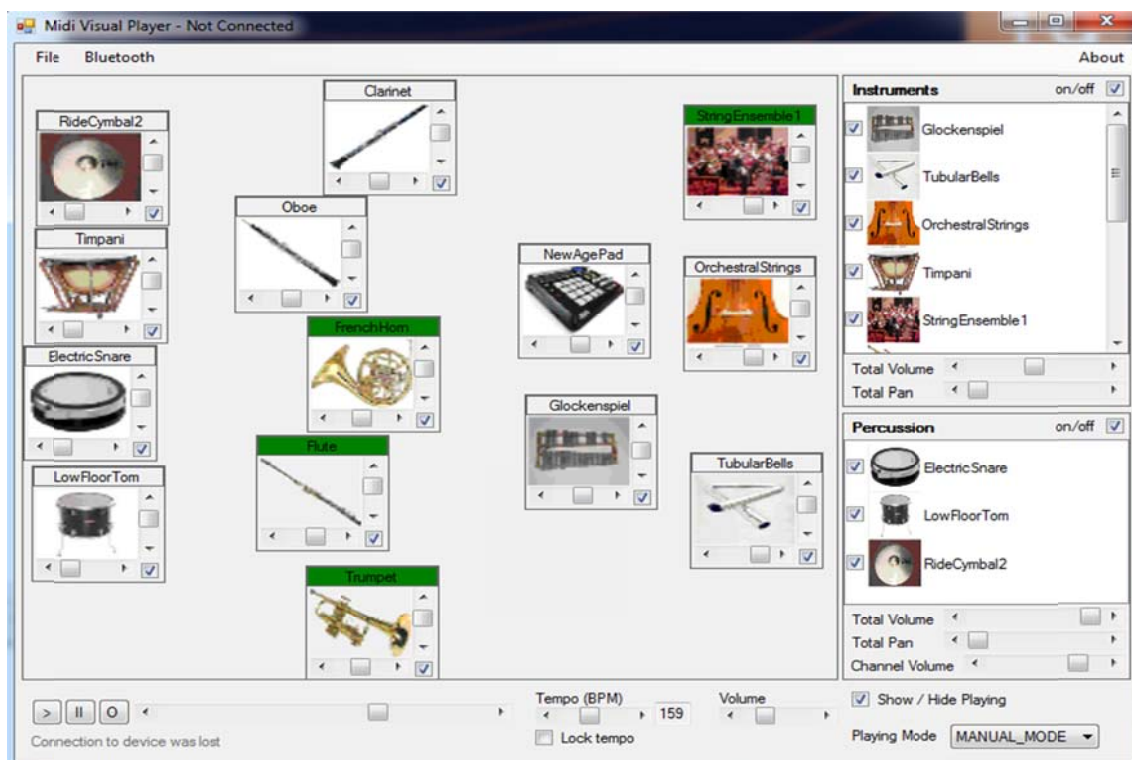 Midi Visual Player - Not Connected
File Bluetooth About
Clarinet
RideCymbal2
StringEnsemble1
Oboe
Timpani
NewAgePad
OrchestralStrings
FrenchHorn
ElectricSnare
Glockenspiel
Flute
TubularBells
LowFloorTom
Trumpet
Instruments on/off
Glockenspiel
TubularBells
OrchestralStrings
Timpani
StringEnsemble1
Total Volume
Total Pan
Percussion on/off
ElectricSnare
LowFloorTom
RideCymbal2
Total Volume
Total Pan
Channel Volume
> II O
Connection to device was lost
Tempo (BPM)
159
Lock tempo
Volume
Show / Hide Playing
Playing Mode MANUAL_MODE